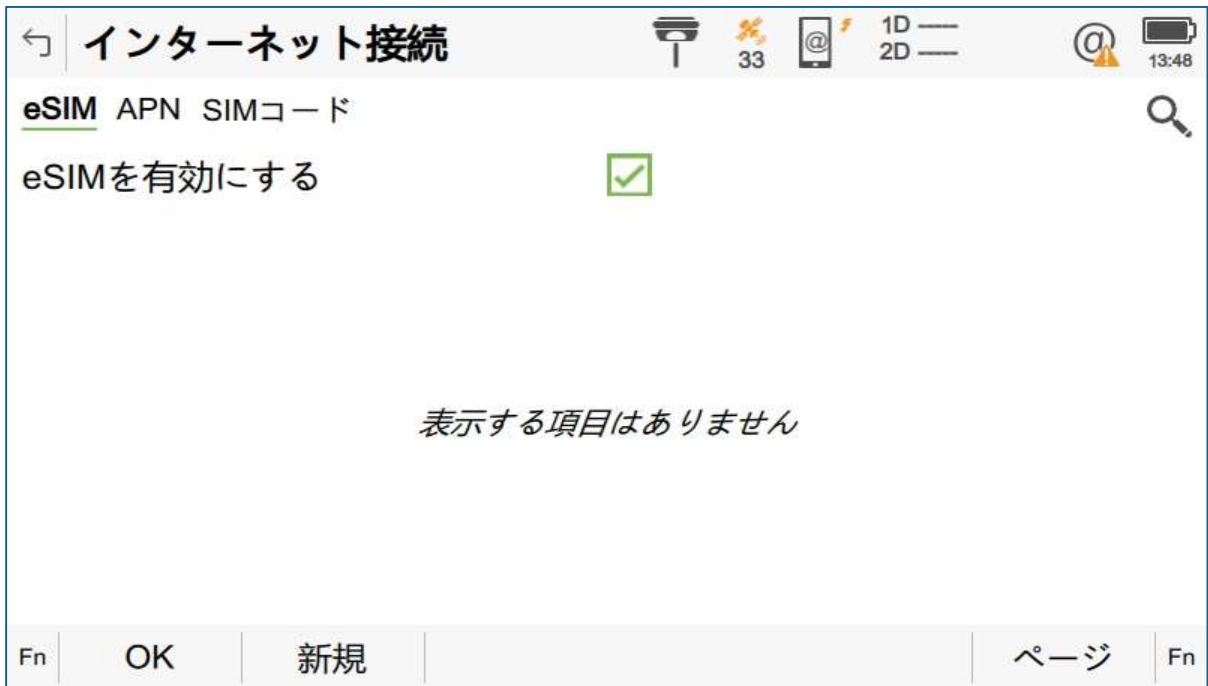 インターネット接続
33
@
1D -----
2D -----
@
13:48
eSIM APN SIMコード
eSIMを有効にする
表示する項目はありません
Fn OK 新規 ページ Fn